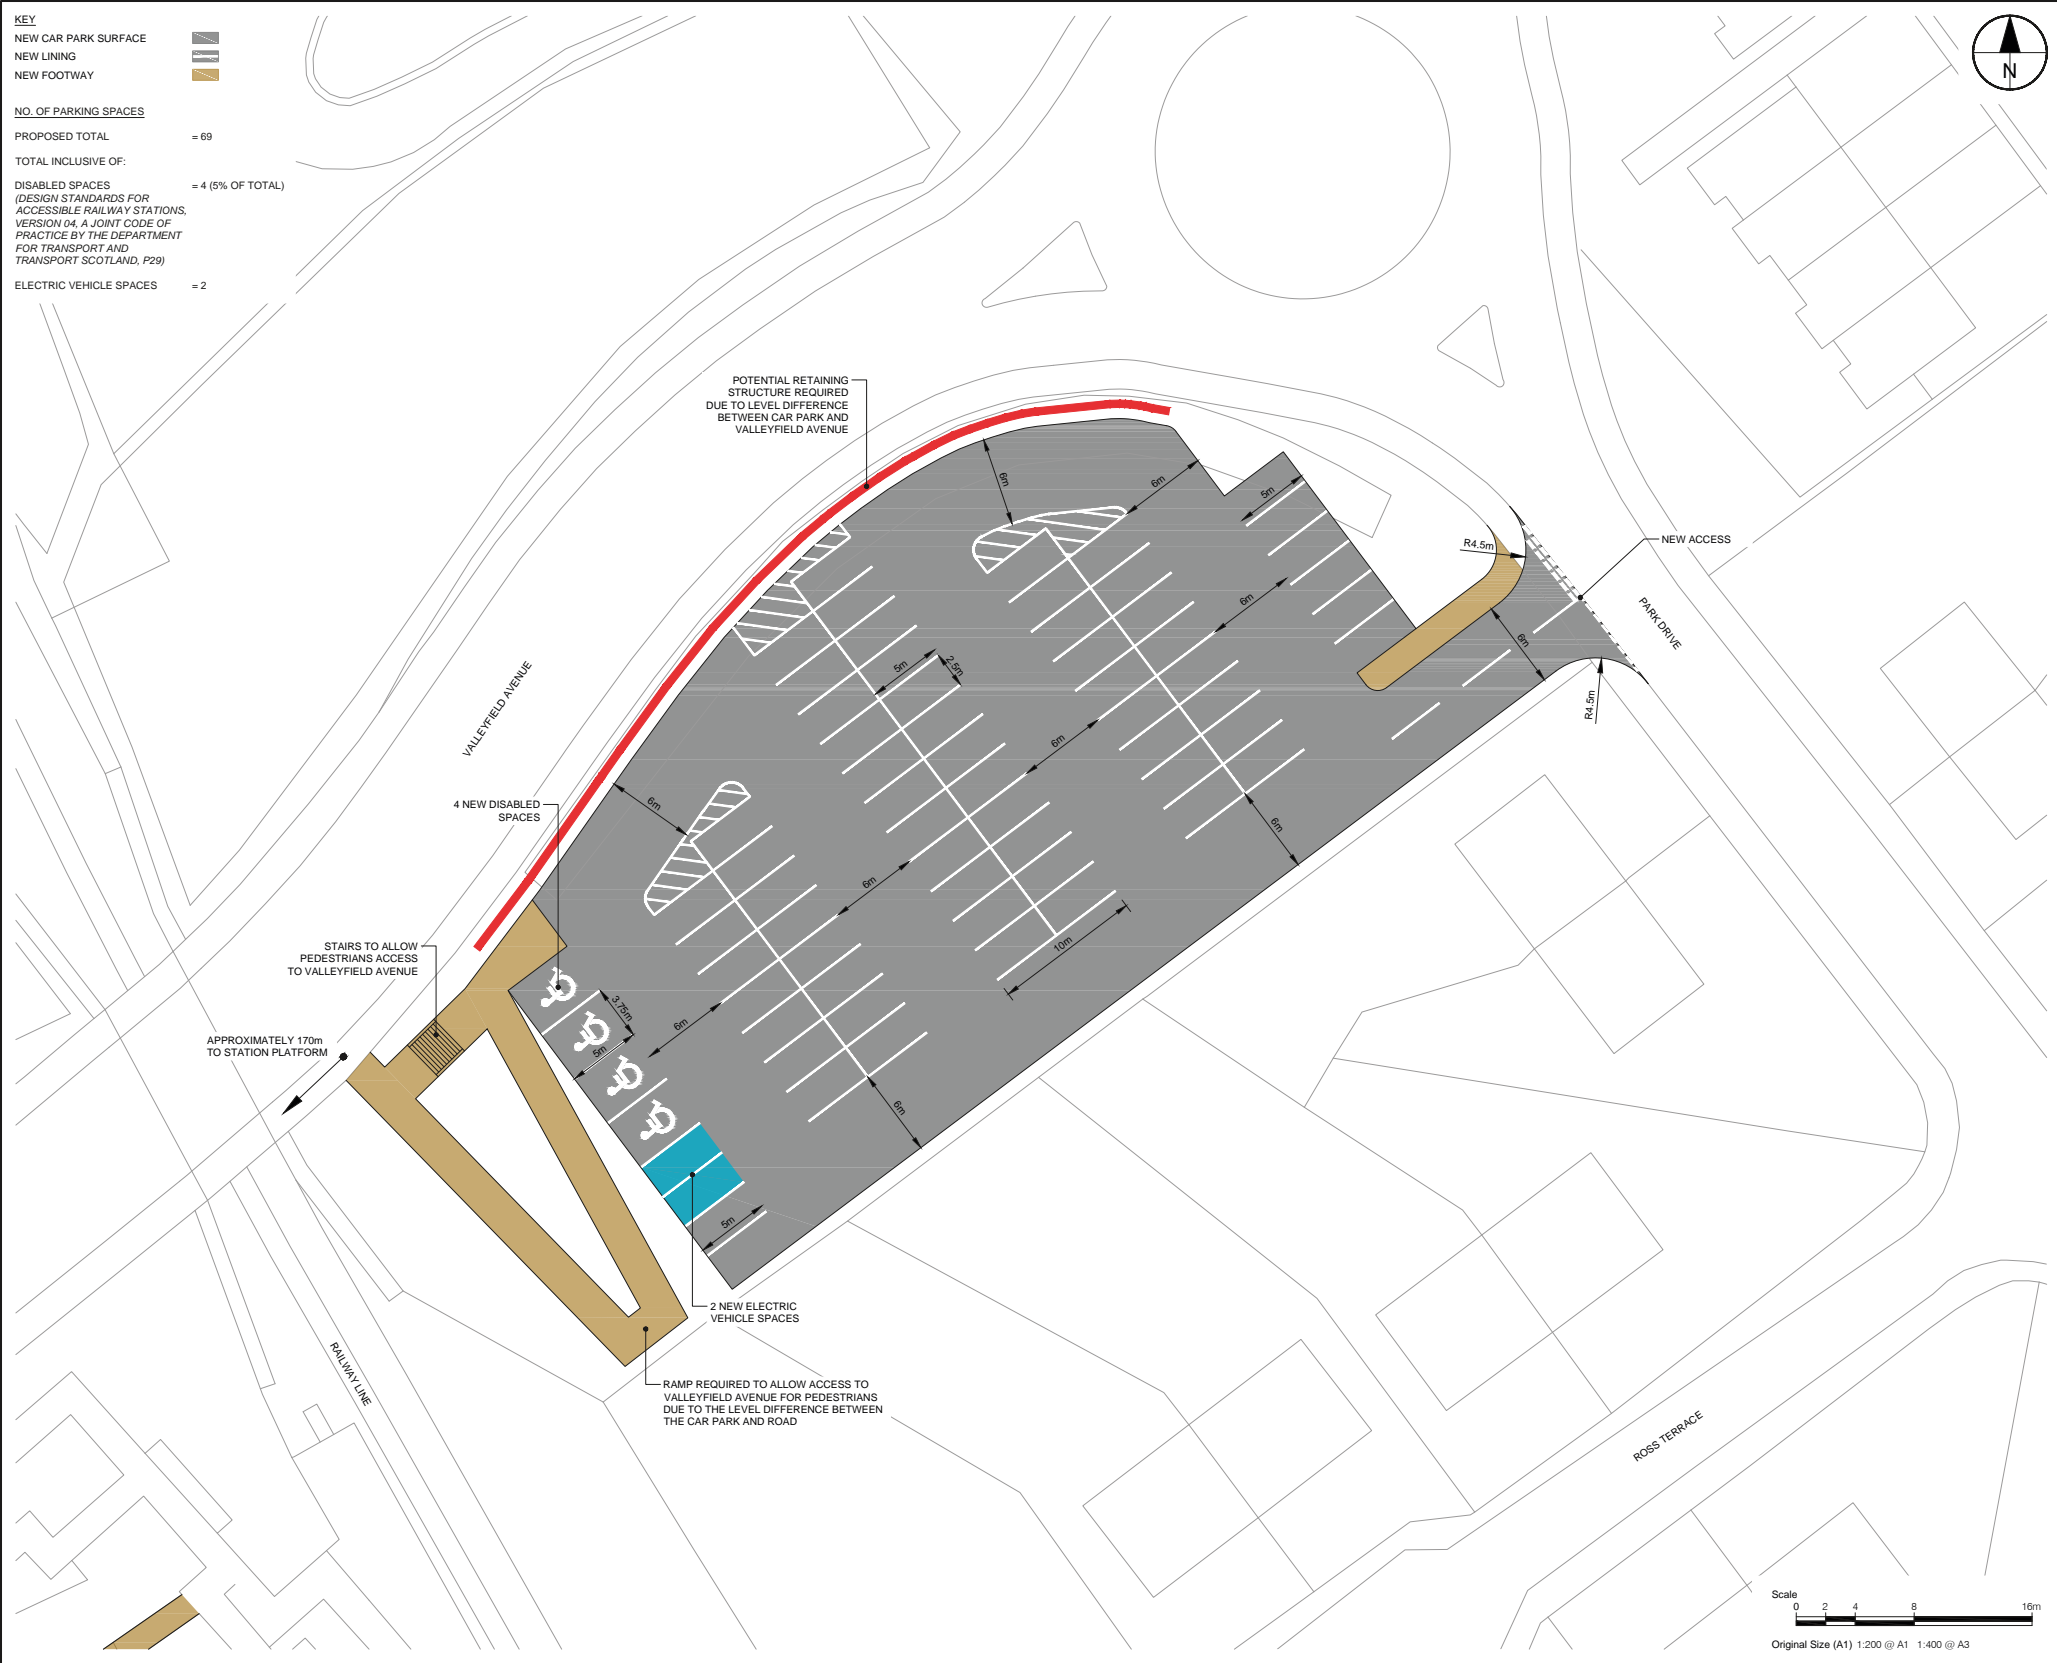 KEY
NEW CAR PARK SURFACE
NEW LINING
NEW FOOTWAY
NO. OF PARKING SPACES
PROPOSED TOTAL = 69
TOTAL INCLUSIVE OF:
DISABLED SPACES = 4 (5% OF TOTAL)
(DESIGN STANDARDS FOR
ACCESSIBLE RAILWAY STATIONS,
VERSION 04, A JOINT CODE OF
PRACTICE BY THE DEPARTMENT
FOR TRANSPORT AND
TRANSPORT SCOTLAND, P29)
ELECTRIC VEHICLE SPACES = 2
N
POTENTIAL RETAINING
STRUCTURE REQUIRED
DUE TO LEVEL DIFFERENCE
BETWEEN CAR PARK AND
VALLEYFIELD AVENUE
6m
6m
5m
R4.5m
NEW ACCESS
PARK DRIVE
6m
6m
R4.5m
5m
2.5m
VALLEYFIELD AVENUE
6m
6m
6m
4 NEW DISABLED
SPACES
6m
10m
STAIRS TO ALLOW
PEDESTRIANS ACCESS
TO VALLEYFIELD AVENUE
3.75m
5m
6m
6m
APPROXIMATELY 170m
TO STATION PLATFORM
5m
2 NEW ELECTRIC
VEHICLE SPACES
RAILWAY LINE
RAMP REQUIRED TO ALLOW ACCESS TO
VALLEYFIELD AVENUE FOR PEDESTRIANS
DUE TO THE LEVEL DIFFERENCE BETWEEN
THE CAR PARK AND ROAD
ROSS TERRACE
Scale
0 2 4 8 16m
Original Size (A1) 1:200 @ A1 1:400 @ A3